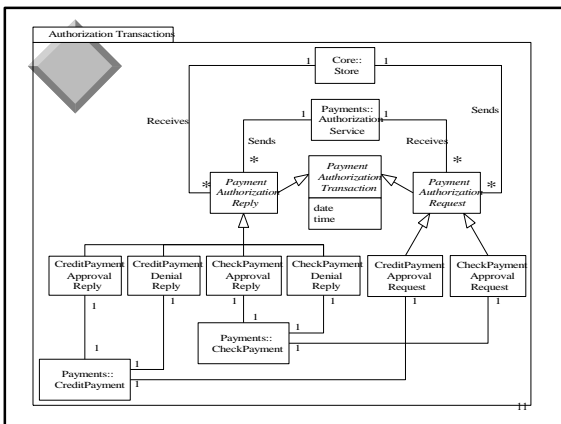 Authorization Transactions
1
Core::
Store
1
Receives
Sends
1
Payments::
Authorization
Service
1
Sends
Receives
*
*
*
Payment
Authorization
Reply
Payment
Authorization
Transaction
date
time
Payment
Authorization
Request
*
CreditPayment
Approval
Reply
CreditPayment
Denial
Reply
CheckPayment
Approval
Reply
CheckPayment
Denial
Reply
CreditPayment
Approval
Request
CheckPayment
Approval
Request
1
1
1
1
1
1
1
1
Payments::
CheckPayment
1
1
1
1
Payments::
CreditPayment
1
11